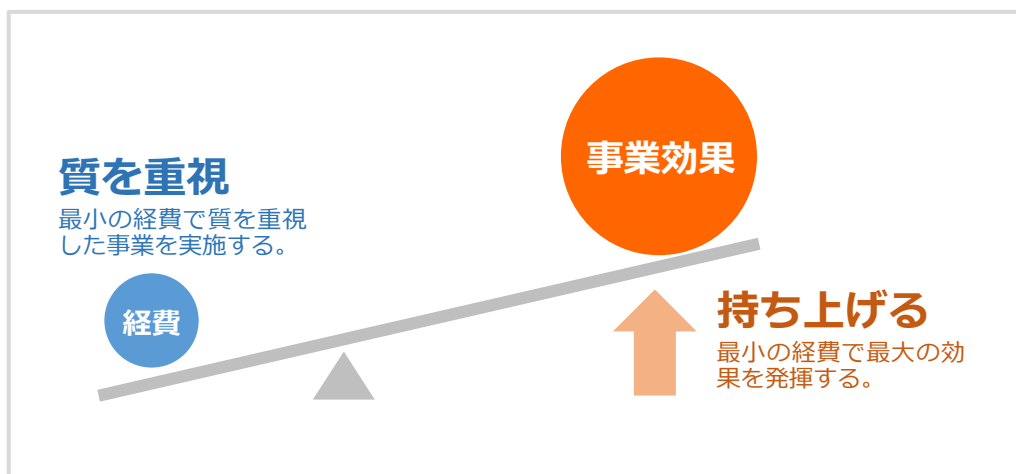 質を重視
最小の経費で質を重視
した事業を実施する。
経費
事業効果
持ち上げる
最小の経費で最大の効
果を発揮する。